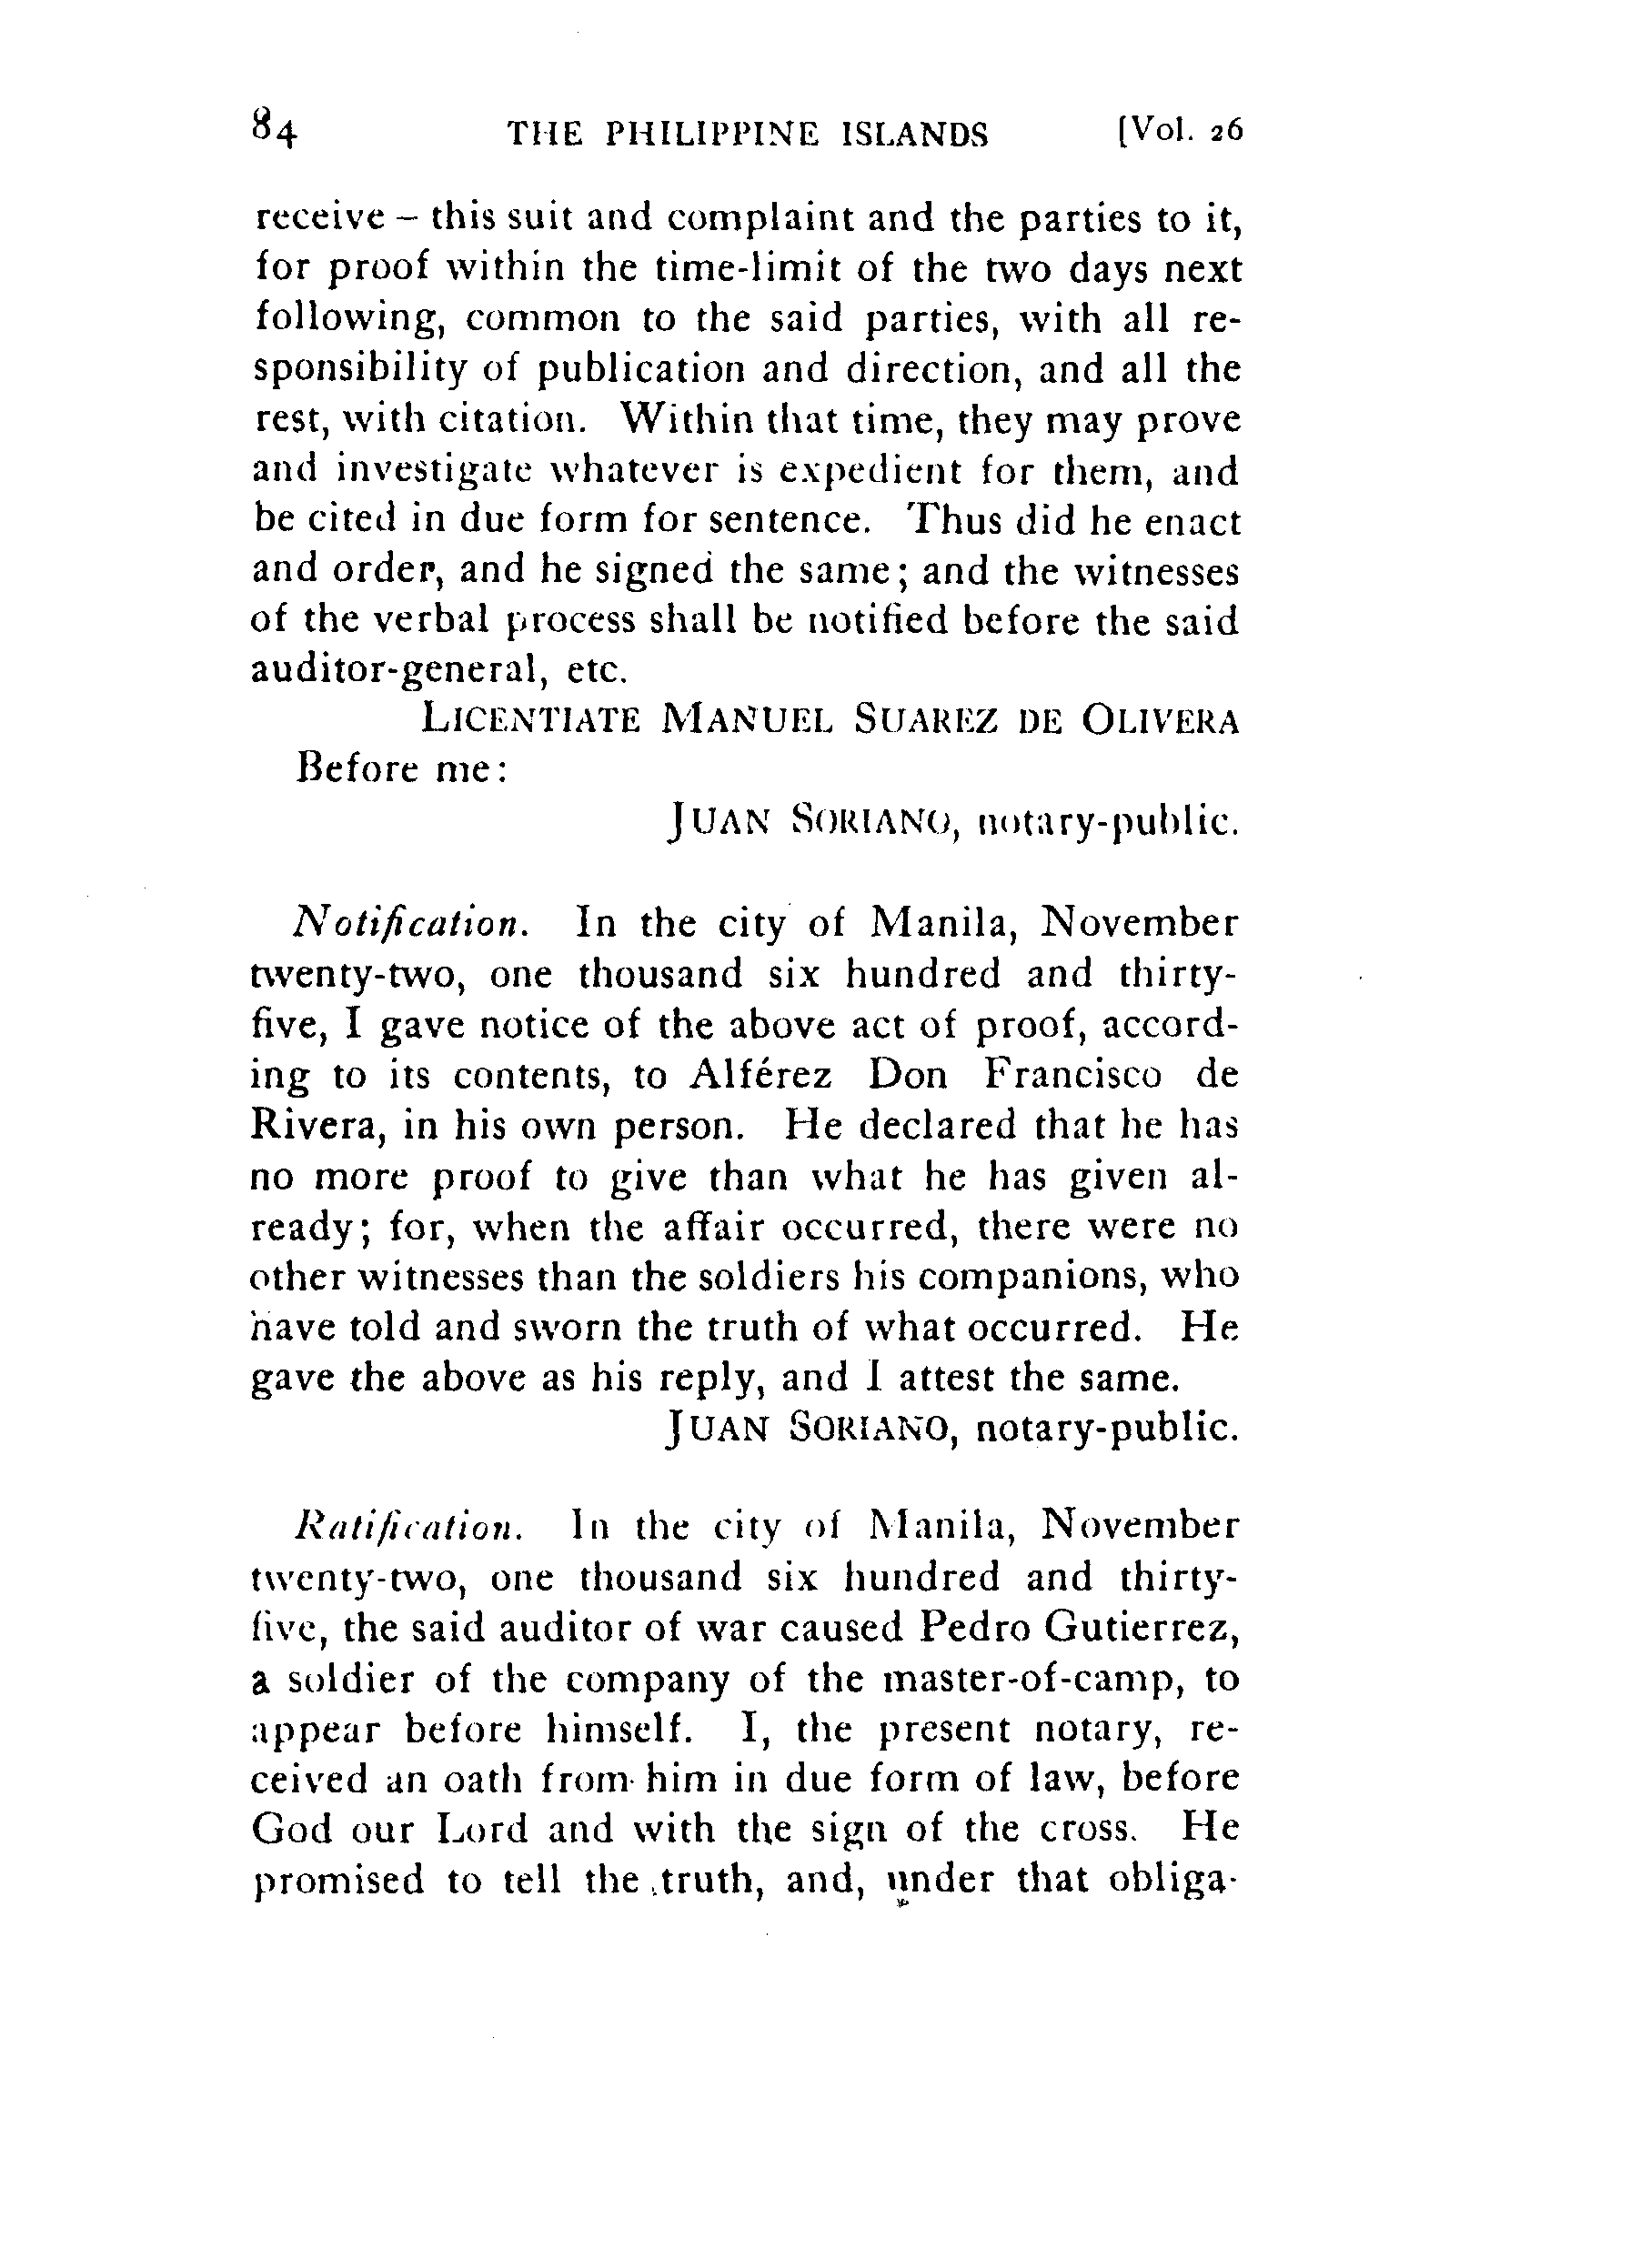 84 THE PHILIPPINE ISLANDS [Vol. 26
receive – this suit and complaint and the parties to it,
for proof within the time-limit of the two days next
following, common to the said parties, with all re-
sponsibility of publication and direction, and all the
rest, with citation. Within that time, they may prove
and investigate whatever is expedient for them, and
be cited in due form for sentence. Thus did he enact
and order, and he signed the same; and the witnesses
of the verbal process shall be notified before the said
auditor-general, etc.
LICENTIATE MANUEL SUAREZ DE OLIVERA
Before me:
JUAN SORIANO, notary-public.
Notification. In the city of Manila, November
twenty-two, one thousand six hundred and thirty-
five, I gave notice of the above act of proof, accord-
ing to its contents, to Alférez Don Francisco de
Rivera, in his own person. He declared that he has
no more proof to give than what he has given al-
ready; for, when the affair occurred, there were no
other witnesses than the soldiers his companions, who
have told and sworn the truth of what occurred. He
gave the above as his reply, and I attest the same.
JUAN SORIANO, notary-public.
Ratification. In the city of Manila, November
twenty-two, one thousand six hundred and thirty-
five, the said auditor of war caused Pedro Gutierrez,
a soldier of the company of the master-of-camp, to
appear before himself. I, the present notary, re-
ceived an oath from him in due form of law, before
God our Lord and with the sign of the cross. He
promised to tell the truth, and, under that obliga-